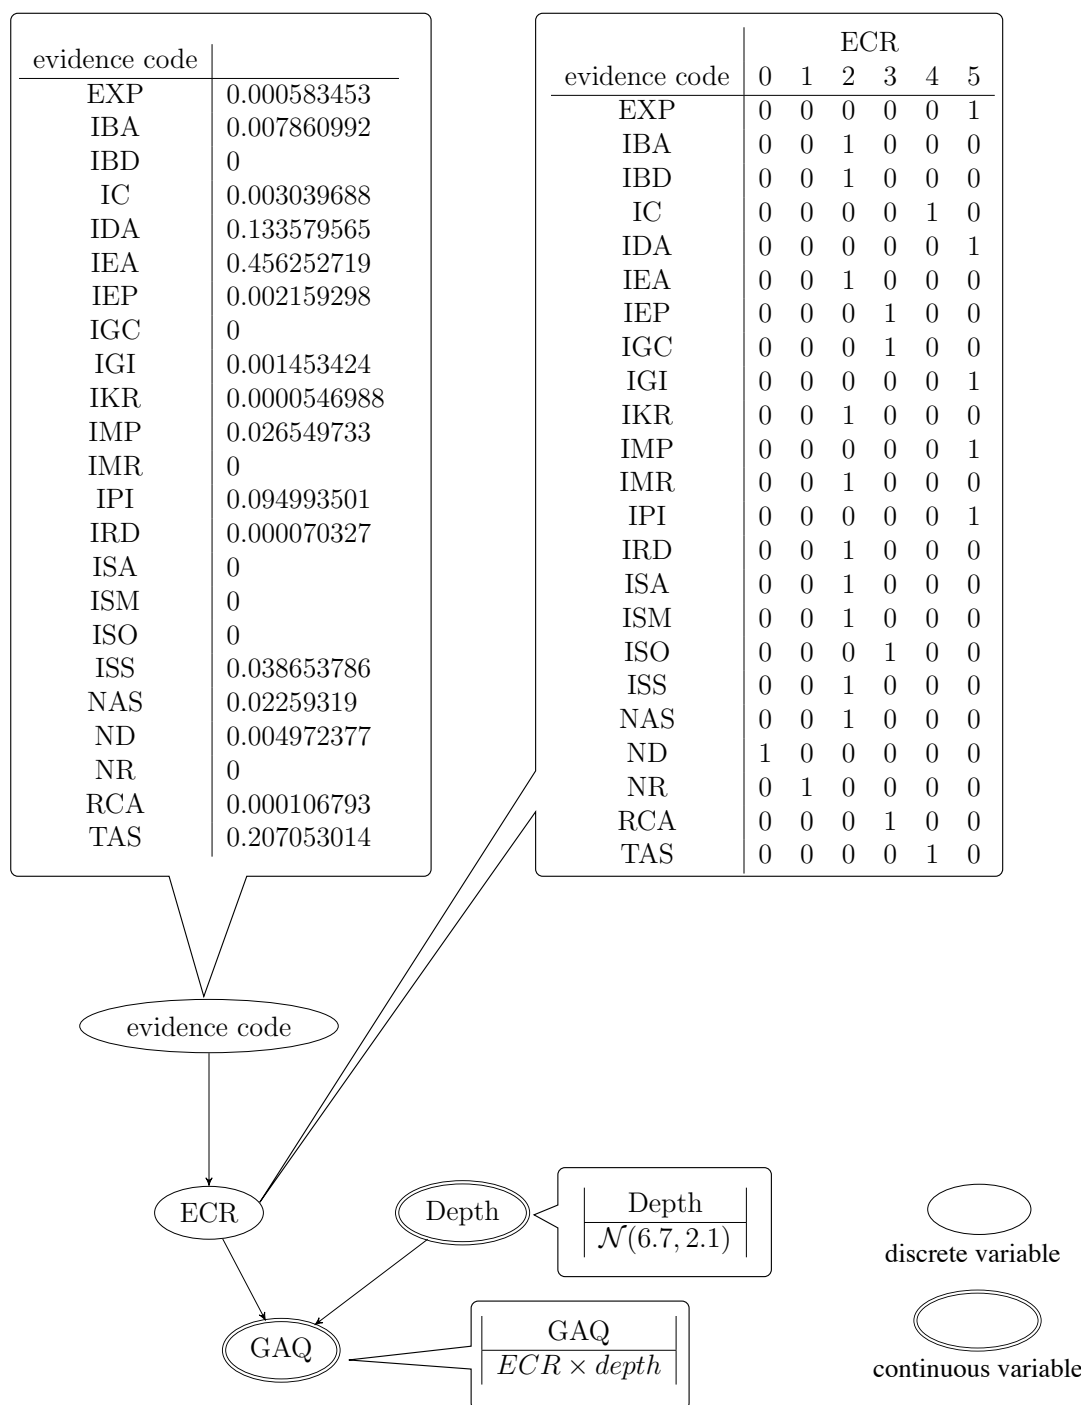 evidence code
EXP 0.000583453
IBA 0.007860992
IBD 0
IC 0.003039688
IDA 0.133579565
IEA 0.456252719
IEP 0.002159298
IGC 0
IGI 0.001453424
IKR 0.0000546988
IMP 0.026549733
IMR 0
IPI 0.094993501
IRD 0.000070327
ISA 0
ISM 0
ISO 0
ISS 0.038653786
NAS 0.02259319
ND 0.004972377
NR 0
RCA 0.000106793
TAS 0.207053014
ECR
evidence code 0 1 2 3 4 5
EXP 0 0 0 0 0 1
IBA 0 0 1 0 0 0
IBD 0 0 1 0 0 0
IC 0 0 0 0 1 0
IDA 0 0 0 0 0 1
IEA 0 0 1 0 0 0
IEP 0 0 0 1 0 0
IGC 0 0 0 1 0 0
IGI 0 0 0 0 0 1
IKR 0 0 1 0 0 0
IMP 0 0 0 0 0 1
IMR 0 0 1 0 0 0
IPI 0 0 0 0 0 1
IRD 0 0 1 0 0 0
ISA 0 0 1 0 0 0
ISM 0 0 1 0 0 0
ISO 0 0 0 1 0 0
ISS 0 0 1 0 0 0
NAS 0 0 1 0 0 0
ND 1 0 0 0 0 0
NR 0 1 0 0 0 0
RCA 0 0 0 1 0 0
TAS 0 0 0 0 1 0
evidence code
ECR
Depth
Depth
𝒩(6.7, 2.1)
discrete variable
GAQ
GAQ
ECR × depth
continuous variable